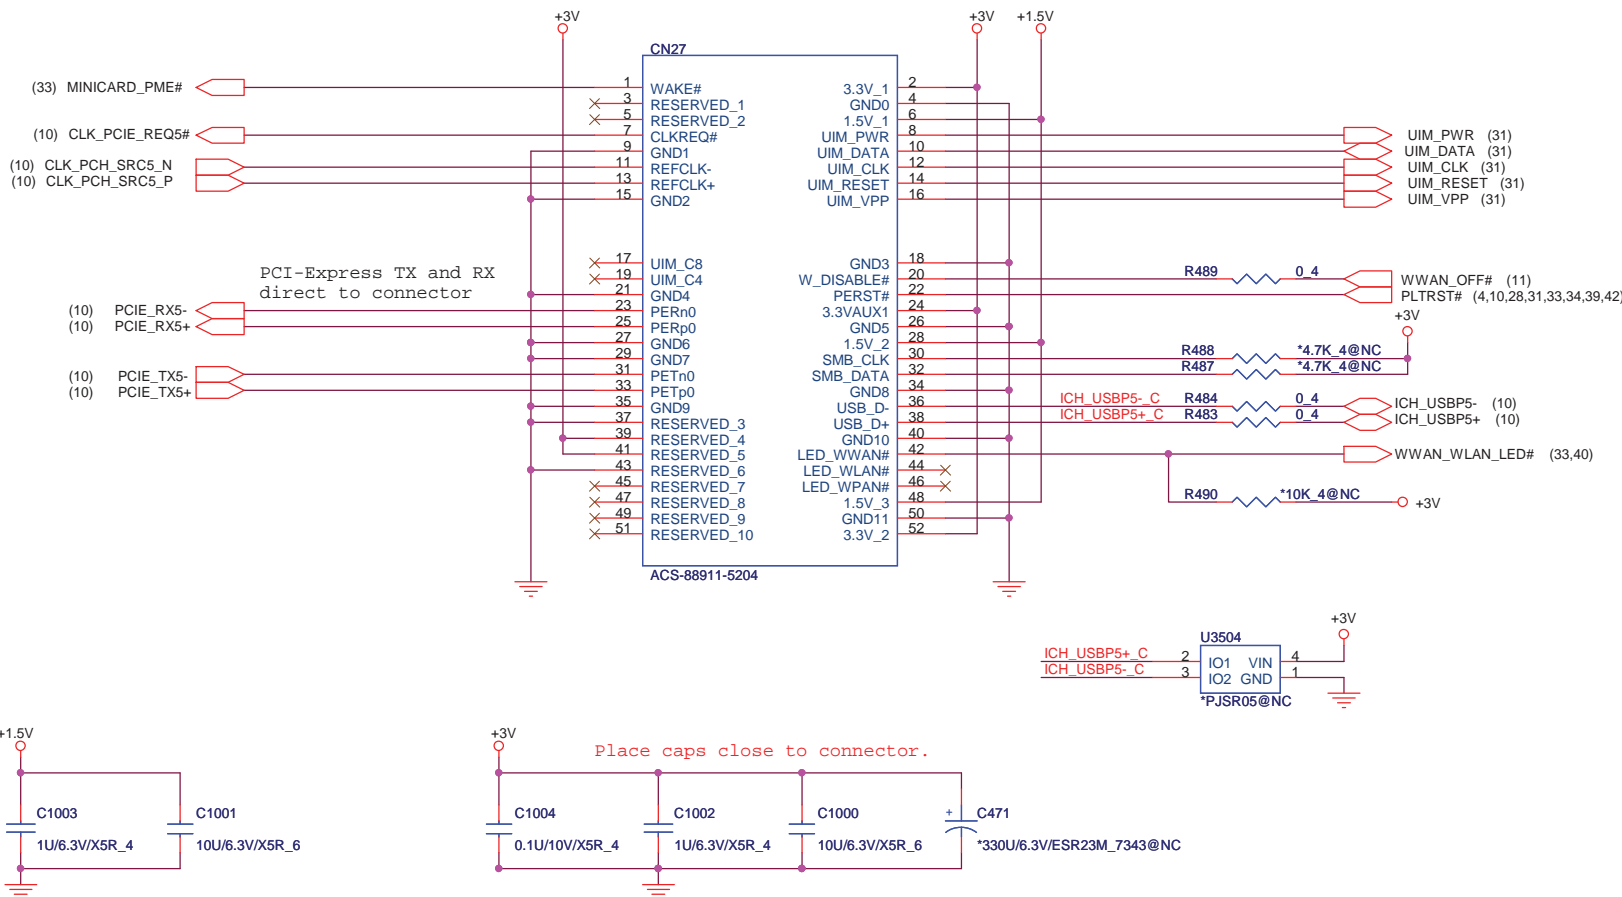 +3V
+3V
+1.5V
CN27
(33) MINICARD_PME#
1 WAKE#
3 RESERVED_1
5 RESERVED_2
(10) CLK_PCIE_REQ5#
7 CLKREQ#
9 GND1
(10) CLK_PCH_SRC5_N
11 REFCLK-
(10) CLK_PCH_SRC5_P
13 REFCLK+
15 GND2
17 UIM_C8
19 UIM_C4
PCI-Express TX and RX
direct to connector
21 GND4
(10) PCIE_RX5-
23 PERn0
(10) PCIE_RX5+
25 PERp0
27 GND6
29 GND7
(10) PCIE_TX5-
31 PETn0
(10) PCIE_TX5+
33 PETp0
35 GND9
37 RESERVED_3
39 RESERVED_4
41 RESERVED_5
43 RESERVED_6
45 RESERVED_7
47 RESERVED_8
49 RESERVED_9
51 RESERVED_10
3.3V_1 2
GND0 4
1.5V_1 6
UIM_PWR 8 UIM_PWR (31)
UIM_DATA 10 UIM_DATA (31)
UIM_CLK 12 UIM_CLK (31)
UIM_RESET 14 UIM_RESET (31)
UIM_VPP 16 UIM_VPP (31)
GND3 18
W_DISABLE# 20 R489 0_4 WWAN_OFF# (11)
PERST# 22 PLTRST# (4,10,28,31,33,34,39,42)
3.3VAUX1 24
+3V
GND5 26
1.5V_2 28
SMB_CLK 30 R488 *4.7K_4@NC
SMB_DATA 32 R487 *4.7K_4@NC
GND8 34
USB_D- 36 ICH_USBP5-_C R484 0_4 ICH_USBP5- (10)
USB_D+ 38 ICH_USBP5+_C R483 0_4 ICH_USBP5+ (10)
GND10 40
LED_WWAN# 42 WWAN_WLAN_LED# (33,40)
LED_WLAN# 44
LED_WPAN# 46
1.5V_3 48 R490 *10K_4@NC +3V
GND11 50
3.3V_2 52
ACS-88911-5204
+3V
U3504
ICH_USBP5+_C 2 IO1 VIN 4
ICH_USBP5-_C 3 IO2 GND 1
*PJSR05@NC
+1.5V
+3V
Place caps close to connector.
C1003
1U/6.3V/X5R_4
C1001
10U/6.3V/X5R_6
C1004
0.1U/10V/X5R_4
C1002
1U/6.3V/X5R_4
C1000
10U/6.3V/X5R_6
+ C471
*330U/6.3V/ESR23M_7343@NC